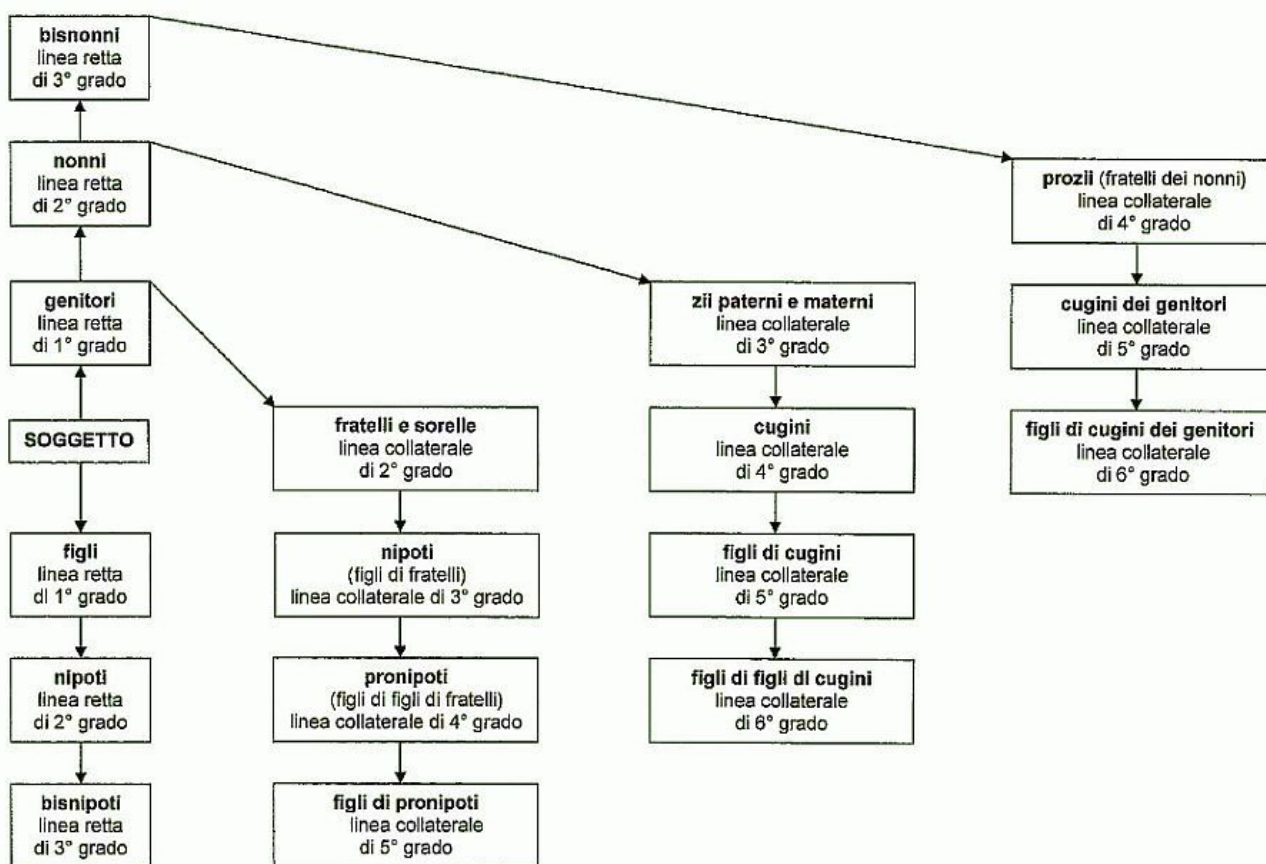 bisnonni
linea retta
di 3° grado
nonni
linea retta
di 2° grado
genitori
linea retta
di 1° grado
SOGGETTO
figli
linea retta
di 1° grado
nipoti
linea retta
di 2° grado
bisnipoti
linea retta
di 3° grado
fratelli e sorelle
linea collaterale
di 2° grado
nipoti
(figli di fratelli)
linea collaterale di 3° grado
pronipoti
(figli di figli di fratelli)
linea collaterale di 4° grado
figli di pronipoti
linea collaterale
di 5° grado
zii paterni e materni
linea collaterale
di 3° grado
cugini
linea collaterale
di 4° grado
figli di cugini
linea collaterale
di 5° grado
figli di figli di cugini
linea collaterale
di 6° grado
prozii (fratelli dei nonni)
linea collaterale
di 4° grado
cugini dei genitori
linea collaterale
di 5° grado
figli di cugini dei genitori
linea collaterale
di 6° grado